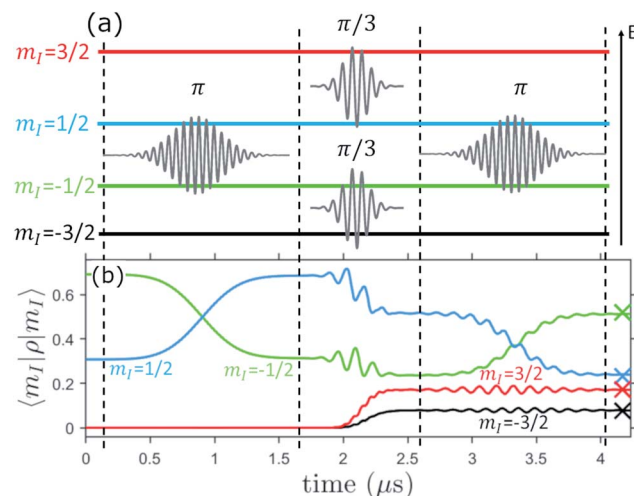 (a)
π/3
E
m_I=3/2
π
π
m_I=1/2
π/3
m_I=-1/2
m_I=-3/2
(b)
0.6
0.4
0.2
0
⟨m_I|ρ|m_I⟩
m_I=1/2
m_I=-1/2
m_I=3/2
m_I=-3/2
0 0.5 1 1.5 2 2.5 3 3.5 4
time (μs)